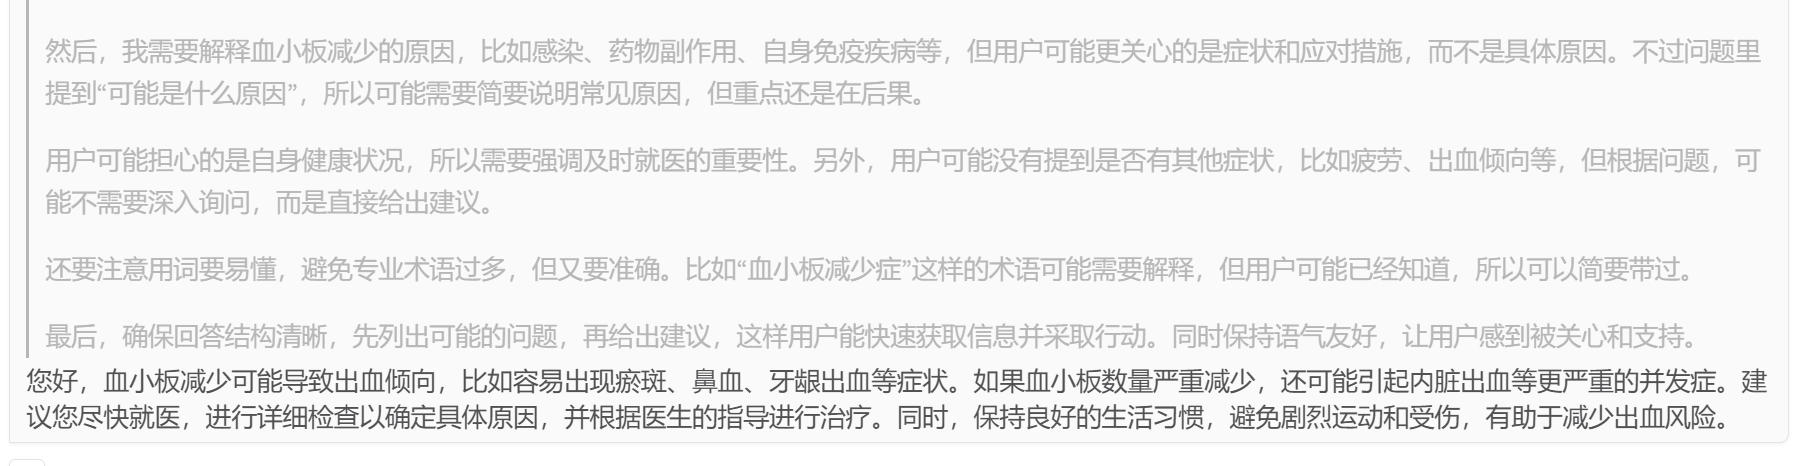 然后，我需要解释血小板减少的原因，比如感染、药物副作用、自身免疫疾病等，但用户可能更关心的是症状和应对措施，而不是具体原因。不过问题里
提到“可能是什么原因”，所以可能需要简要说明常见原因，但重点还是在后果。
用户可能担心的是自身健康状况，所以需要强调及时就医的重要性。另外，用户可能没有提到是否有其他症状，比如疲劳、出血倾向等，但根据问题，可
能不需要深入询问，而是直接给出建议。
还要注意用词要易懂，避免专业术语过多，但又要准确。比如“血小板减少症”这样的术语可能需要解释，但用户可能已经知道，所以可以简要带过。
最后，确保回答结构清晰，先列出可能的问题，再给出建议，这样用户能快速获取信息并采取行动。同时保持语气友好，让用户感到被关心和支持。
您好，血小板减少可能导致出血倾向，比如容易出现瘀斑、鼻血、牙龈出血等症状。如果血小板数量严重减少，还可能引起内脏出血等更严重的并发症。建
议您尽快就医，进行详细检查以确定具体原因，并根据医生的指导进行治疗。同时，保持良好的生活习惯，避免剧烈运动和受伤，有助于减少出血风险。